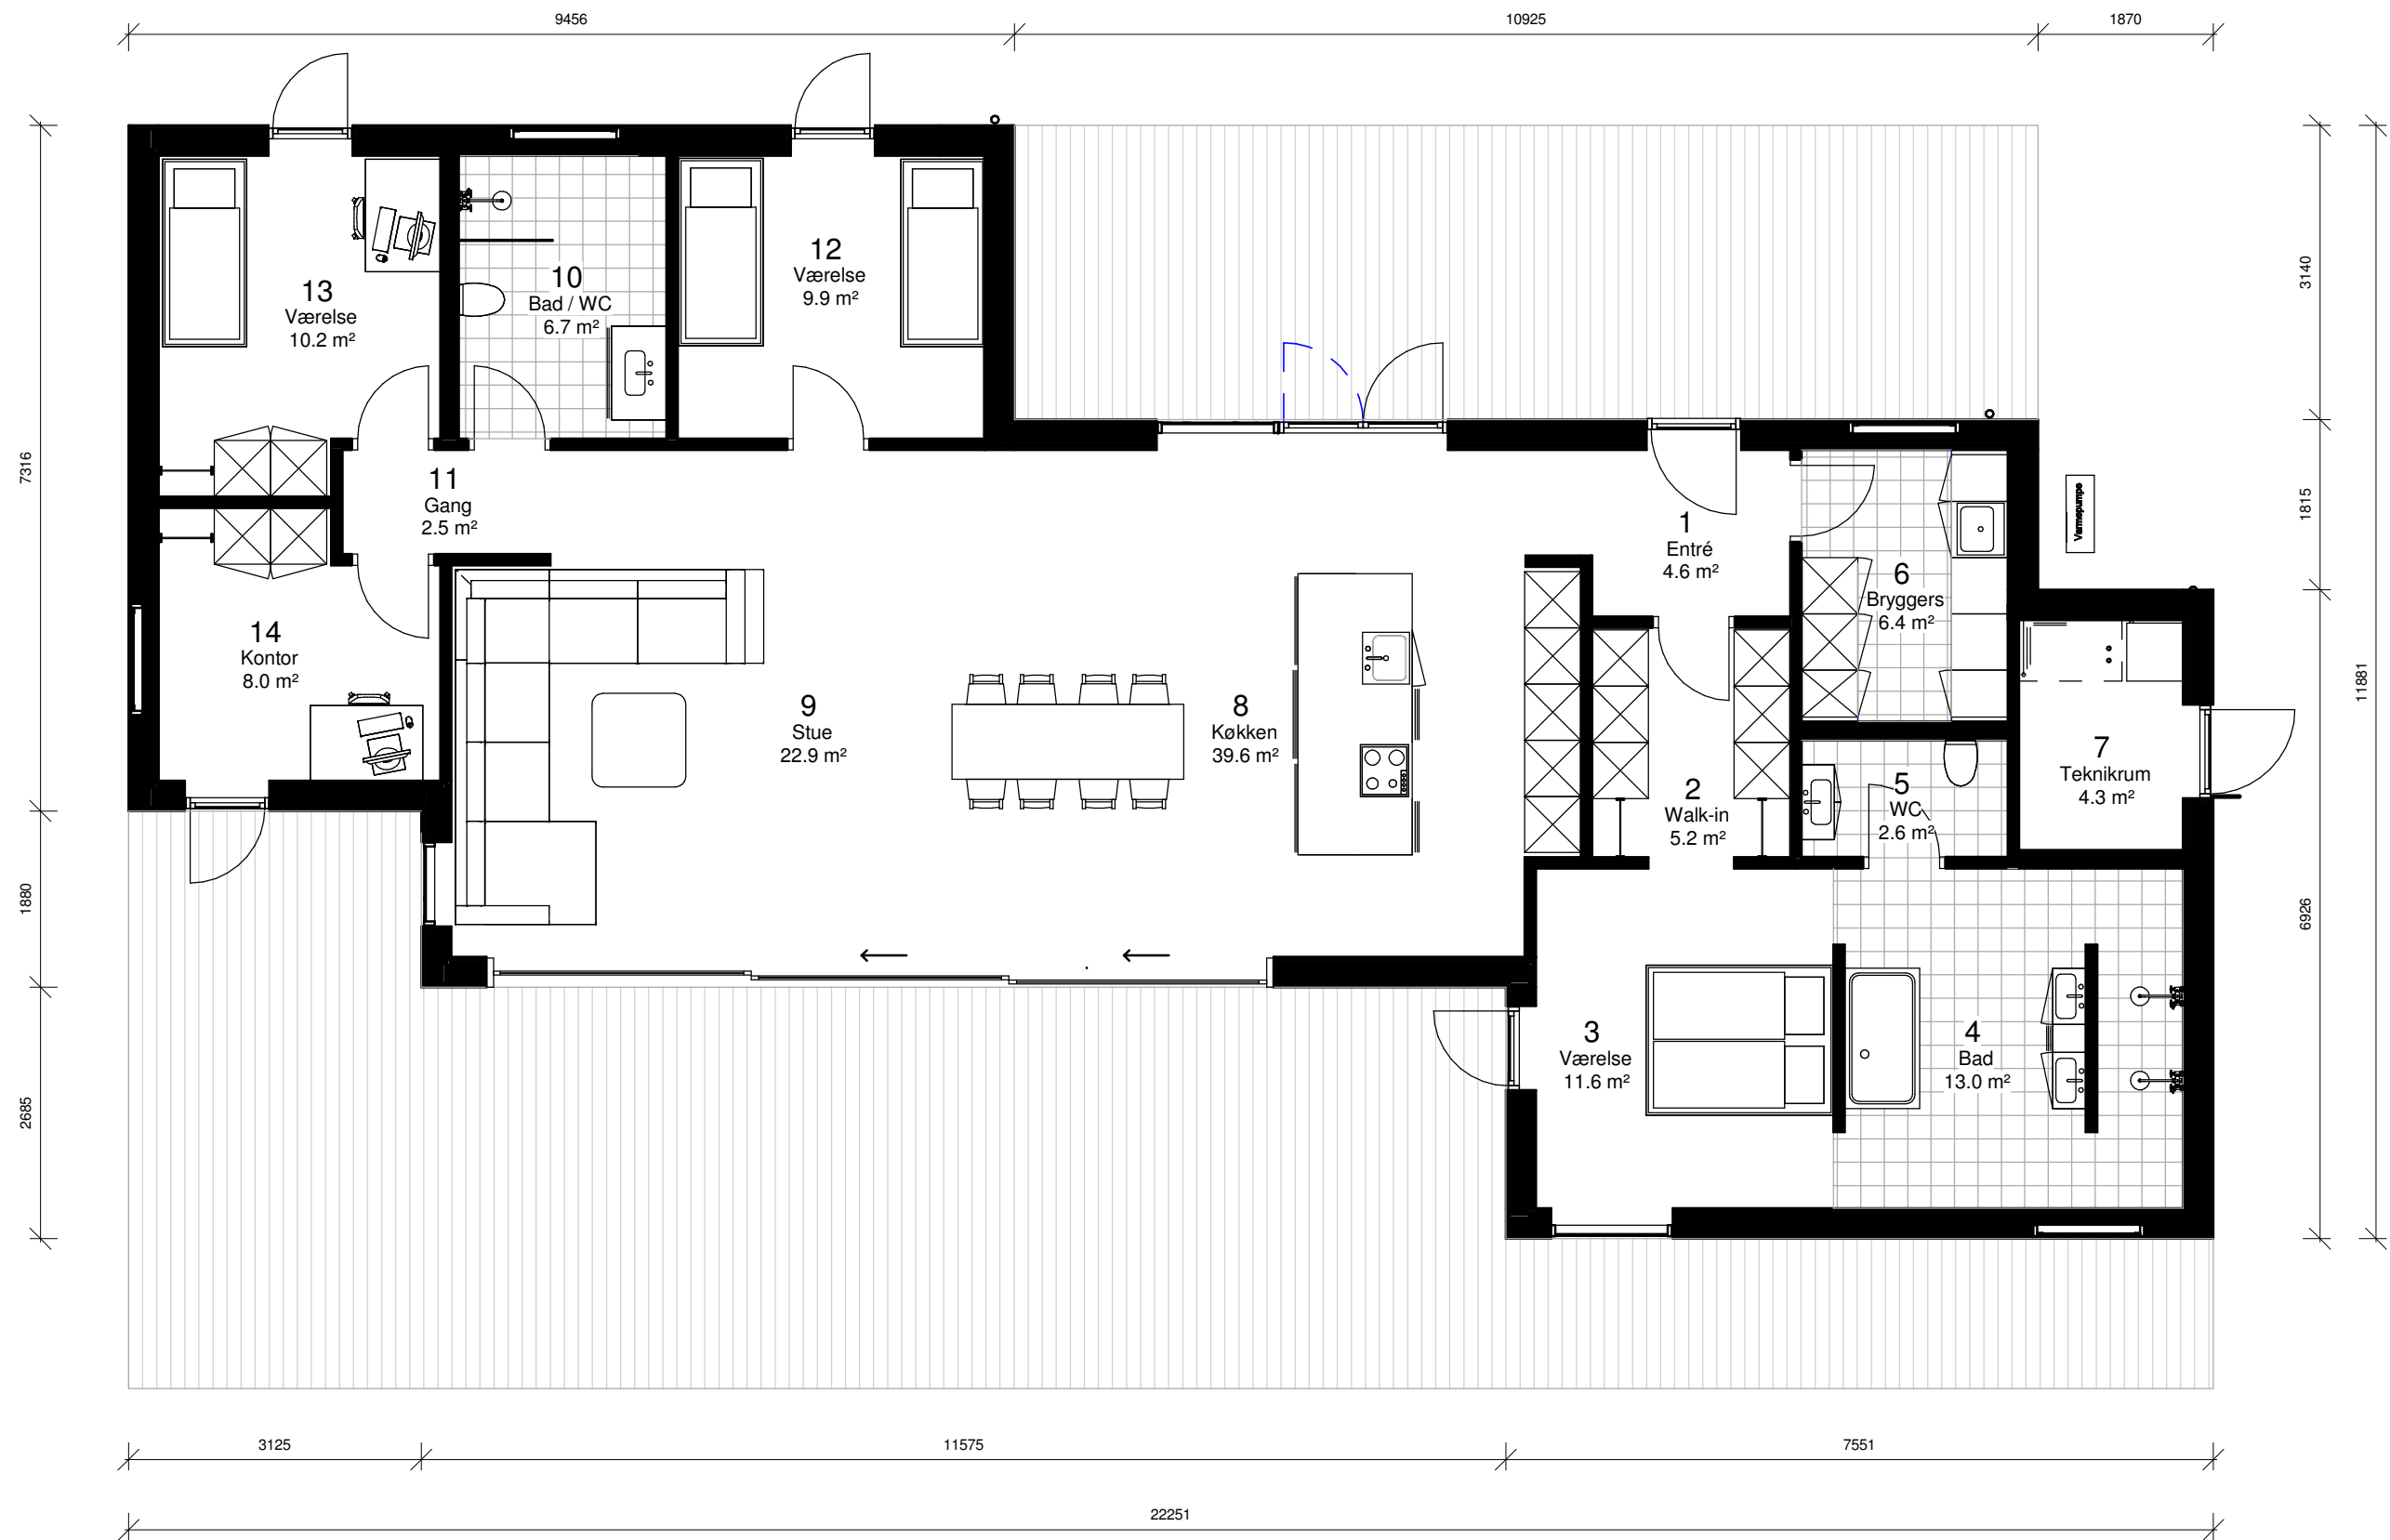 9456
10925
1870
7316
1880
2685
3140
1815
6926
11881
13
Værelse
10.2 m²
10
Bad / WC
6.7 m²
12
Værelse
9.9 m²
11
Gang
2.5 m²
14
Kontor
8.0 m²
9
Stue
22.9 m²
8
Køkken
39.6 m²
1
Entré
4.6 m²
6
Bryggers
6.4 m²
Varmepumpe
2
Walk-in
5.2 m²
5
WC
2.6 m²
7
Teknikrum
4.3 m²
3
Værelse
11.6 m²
4
Bad
13.0 m²
3125
11575
7551
22251